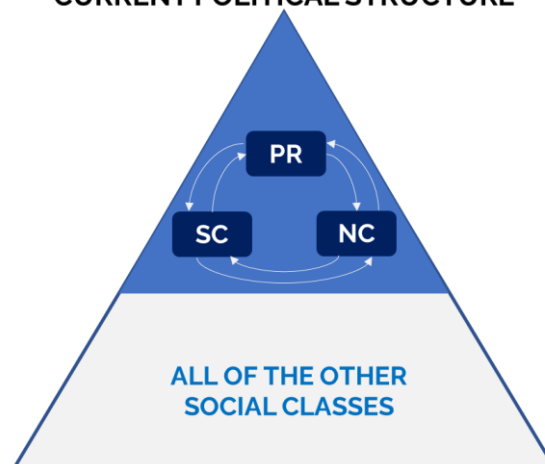 CURRENT POLITICAL STRUCTURE
PR
SC
NC
ALL OF THE OTHER
SOCIAL CLASSES